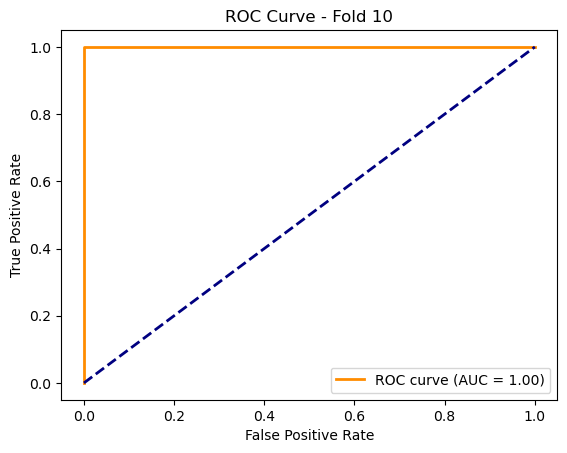 ROC Curve - Fold 10
True Positive Rate
1.0
0.8
0.6
0.4
0.2
0.0
ROC curve (AUC = 1.00)
0.0 0.2 0.4 0.6 0.8 1.0
False Positive Rate